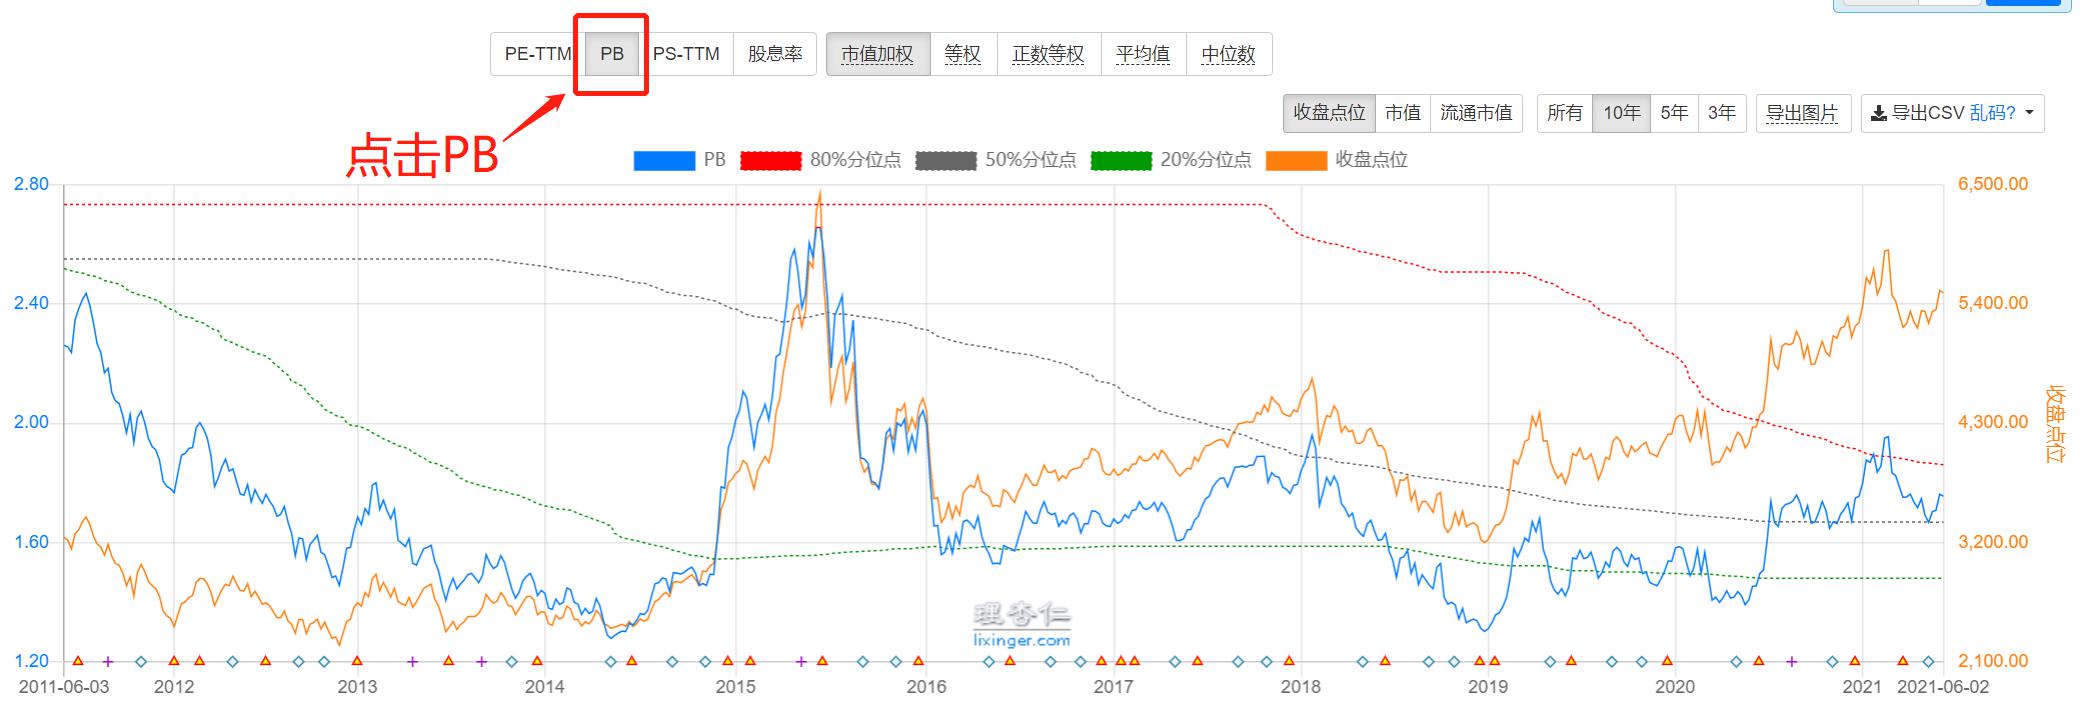 PE-TTM PB PS-TTM 股息率 市值加权 等权 正数等权 平均值 中位数
收盘点位 市值 流通市值 所有 10年 5年 3年 导出图片 导出CSV 乱码?
点击PB
PB 80%分位点 50%分位点 20%分位点 收盘点位
2.80 6,500.00
2.40 5,400.00
2.00 4,300.00
收盘点位
1.60 3,200.00
理杏仁
lixinger.com
1.20 2,100.00
2011-06-03 2012 2013 2014 2015 2016 2017 2018 2019 2020 2021 2021-06-02